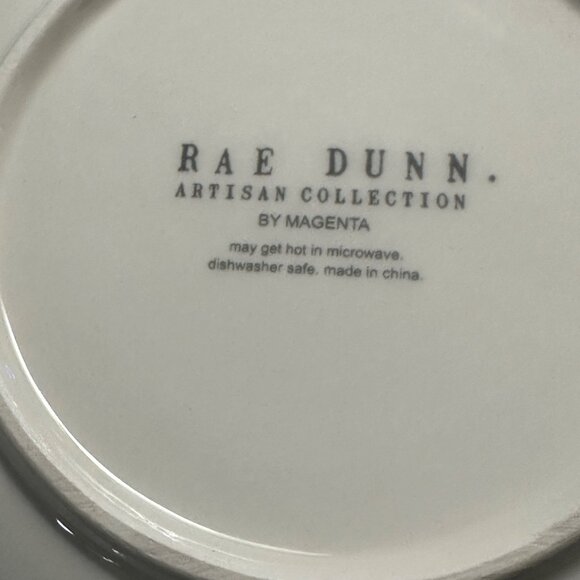 RAE DUNN.
ARTISAN COLLECTION
BY MAGENTA
may get hot in microwave.
dishwasher safe. made in china.